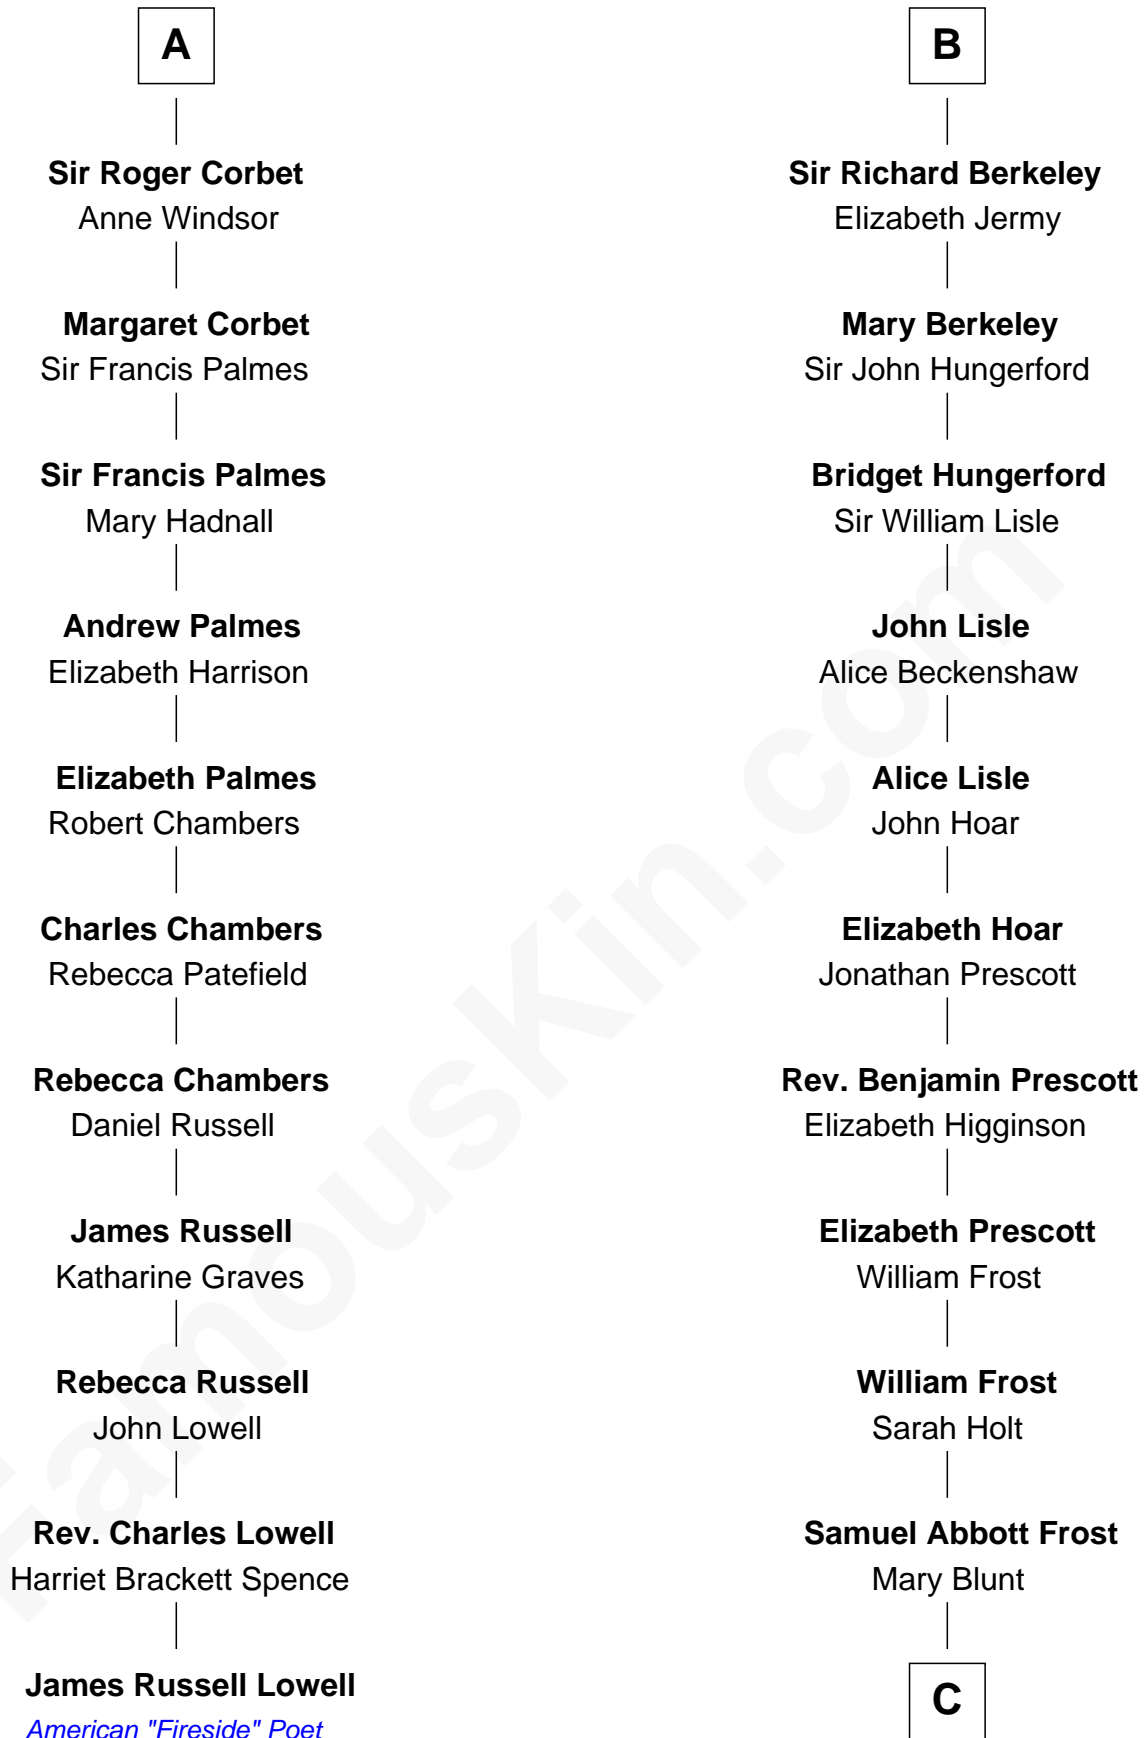 A
Sir Roger Corbet
Anne Windsor
Margaret Corbet
Sir Francis Palmes
Sir Francis Palmes
Mary Hadnall
Andrew Palmes
Elizabeth Harrison
Elizabeth Palmes
Robert Chambers
Charles Chambers
Rebecca Patefield
Rebecca Chambers
Daniel Russell
James Russell
Katharine Graves
Rebecca Russell
John Lowell
Rev. Charles Lowell
Harriet Brackett Spence
James Russell Lowell
American "Fireside" Poet
B
Sir Richard Berkeley
Elizabeth Jermy
Mary Berkeley
Sir John Hungerford
Bridget Hungerford
Sir William Lisle
John Lisle
Alice Beckenshaw
Alice Lisle
John Hoar
Elizabeth Hoar
Jonathan Prescott
Rev. Benjamin Prescott
Elizabeth Higginson
Elizabeth Prescott
William Frost
William Frost
Sarah Holt
Samuel Abbott Frost
Mary Blunt
C
FamousKin.com